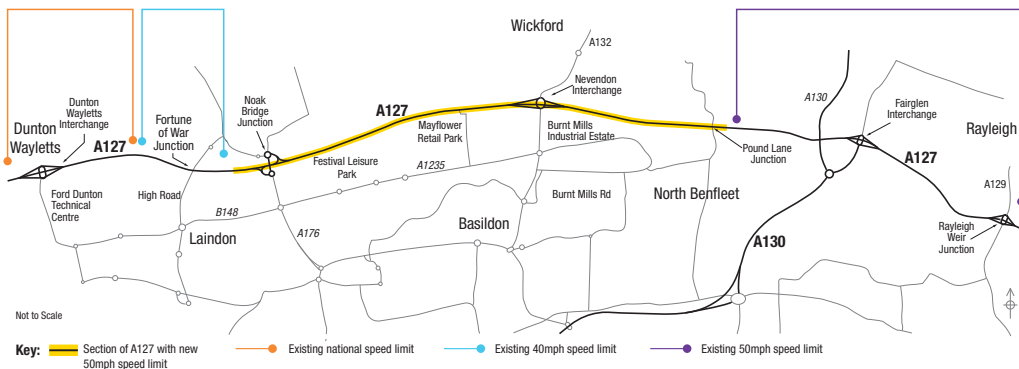 Wickford
A132
Nevendon
Interchange
Dunton
Wayletts
Interchange
Fortune
of War
Junction
Noak
Bridge
Junction
A127
Mayflower
Retail Park
Burnt Mills
Industrial Estate
A130
Fairglen
Interchange
Rayleigh
Dunton
Wayletts
A127
Festival Leisure
Park
A1235
Pound Lane
Junction
A127
A129
Ford Dunton
Technical
Centre
High Road
B148
Laindon
A176
Basildon
Burnt Mills Rd
North Benfleet
A130
Rayleigh
Weir
Junction
Not to Scale
Key:
Section of A127 with new
50mph speed limit
Existing national speed limit
Existing 40mph speed limit
Existing 50mph speed limit